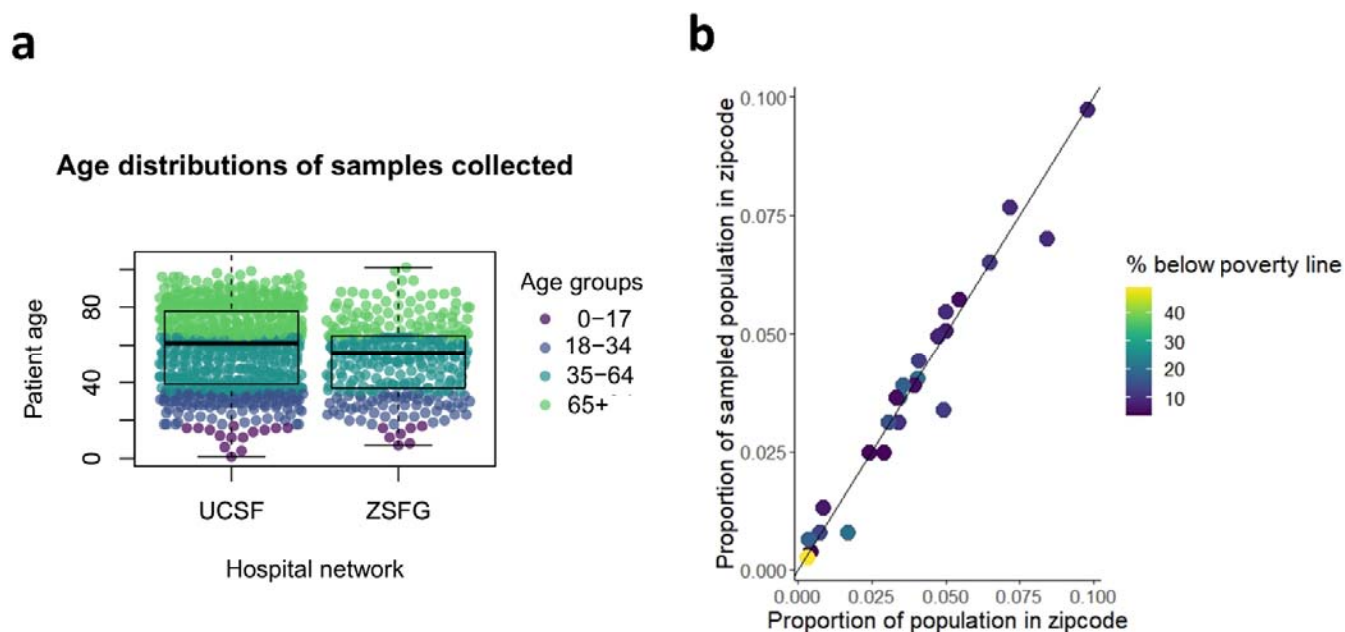 a
Age distributions of samples collected
Patient age
80
40
0
UCSF
ZSFG
Hospital network
Age groups
0−17
18−34
35−64
65+
b
Proportion of sampled population in zipcode
0.100
0.075
0.050
0.025
0.000
0.000
0.025
0.050
0.075
0.100
Proportion of population in zipcode
% below poverty line
40
30
20
10